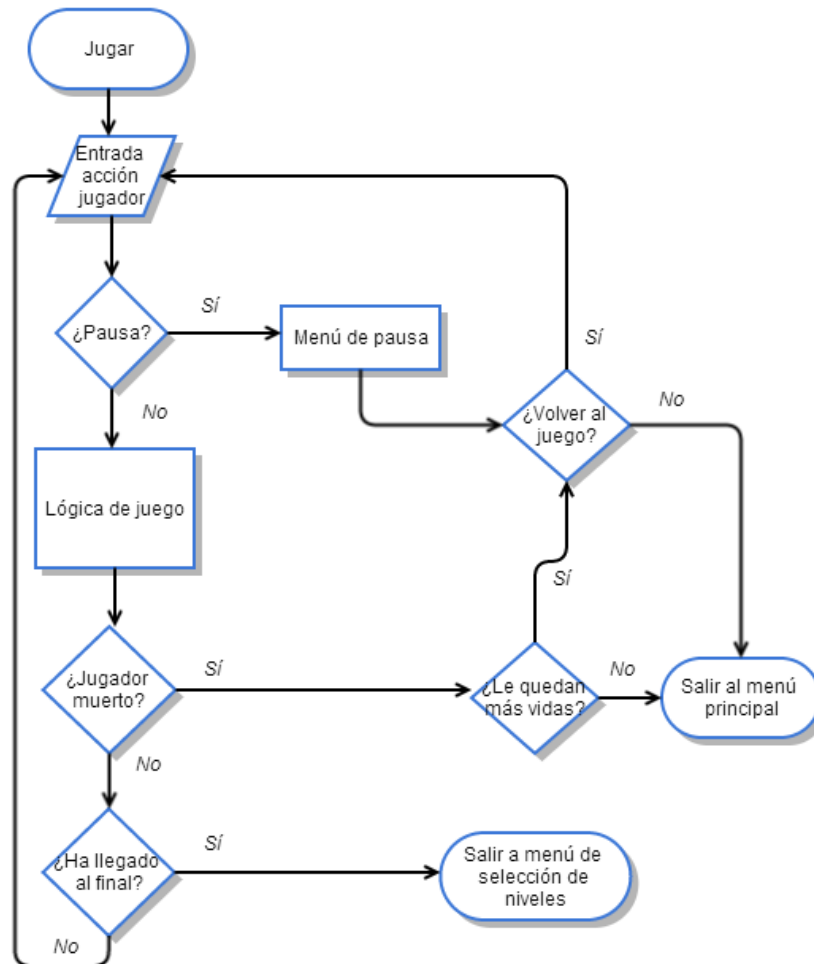 Jugar
Entrada
acción
jugador
¿Pausa?
Sí
Menú de pausa
Sí
¿Volver al
juego?
No
No
Lógica de juego
Sí
¿Jugador
muerto?
Sí
¿Le quedan
más vidas?
No
Salir al menú
principal
No
¿Ha llegado
al final?
Sí
Salir a menú de
selección de
niveles
No